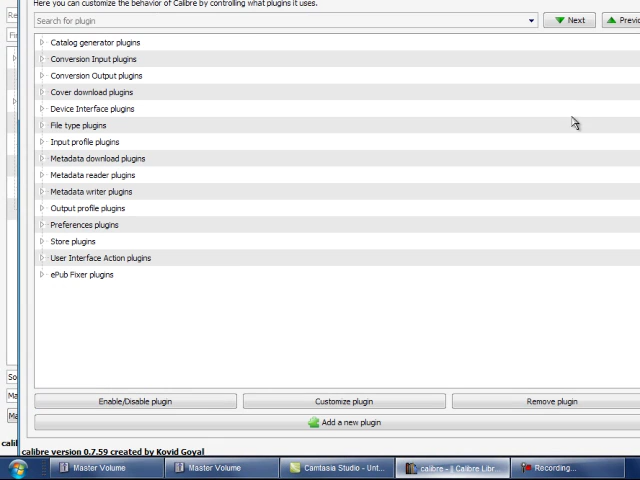 Here you can customize the behavior of Calibre by controlling what plugins it uses.
Search for plugin
Next
Catalog generator plugins
Conversion Input plugins
Conversion Output plugins
Cover download plugins
Device Interface plugins
File type plugins
Input profile plugins
Metadata download plugins
Metadata reader plugins
Metadata writer plugins
Output profile plugins
Preferences plugins
Store plugins
User Interface Action plugins
ePub Fixer plugins
Enable/Disable plugin Customize plugin Remove plugin
Add a new plugin
calibre version 0.7.59 created by Kovid Goyal
Master Volume Master Volume Camtasia Studio - Unt... calibre - || Calibre Libr... Recording...